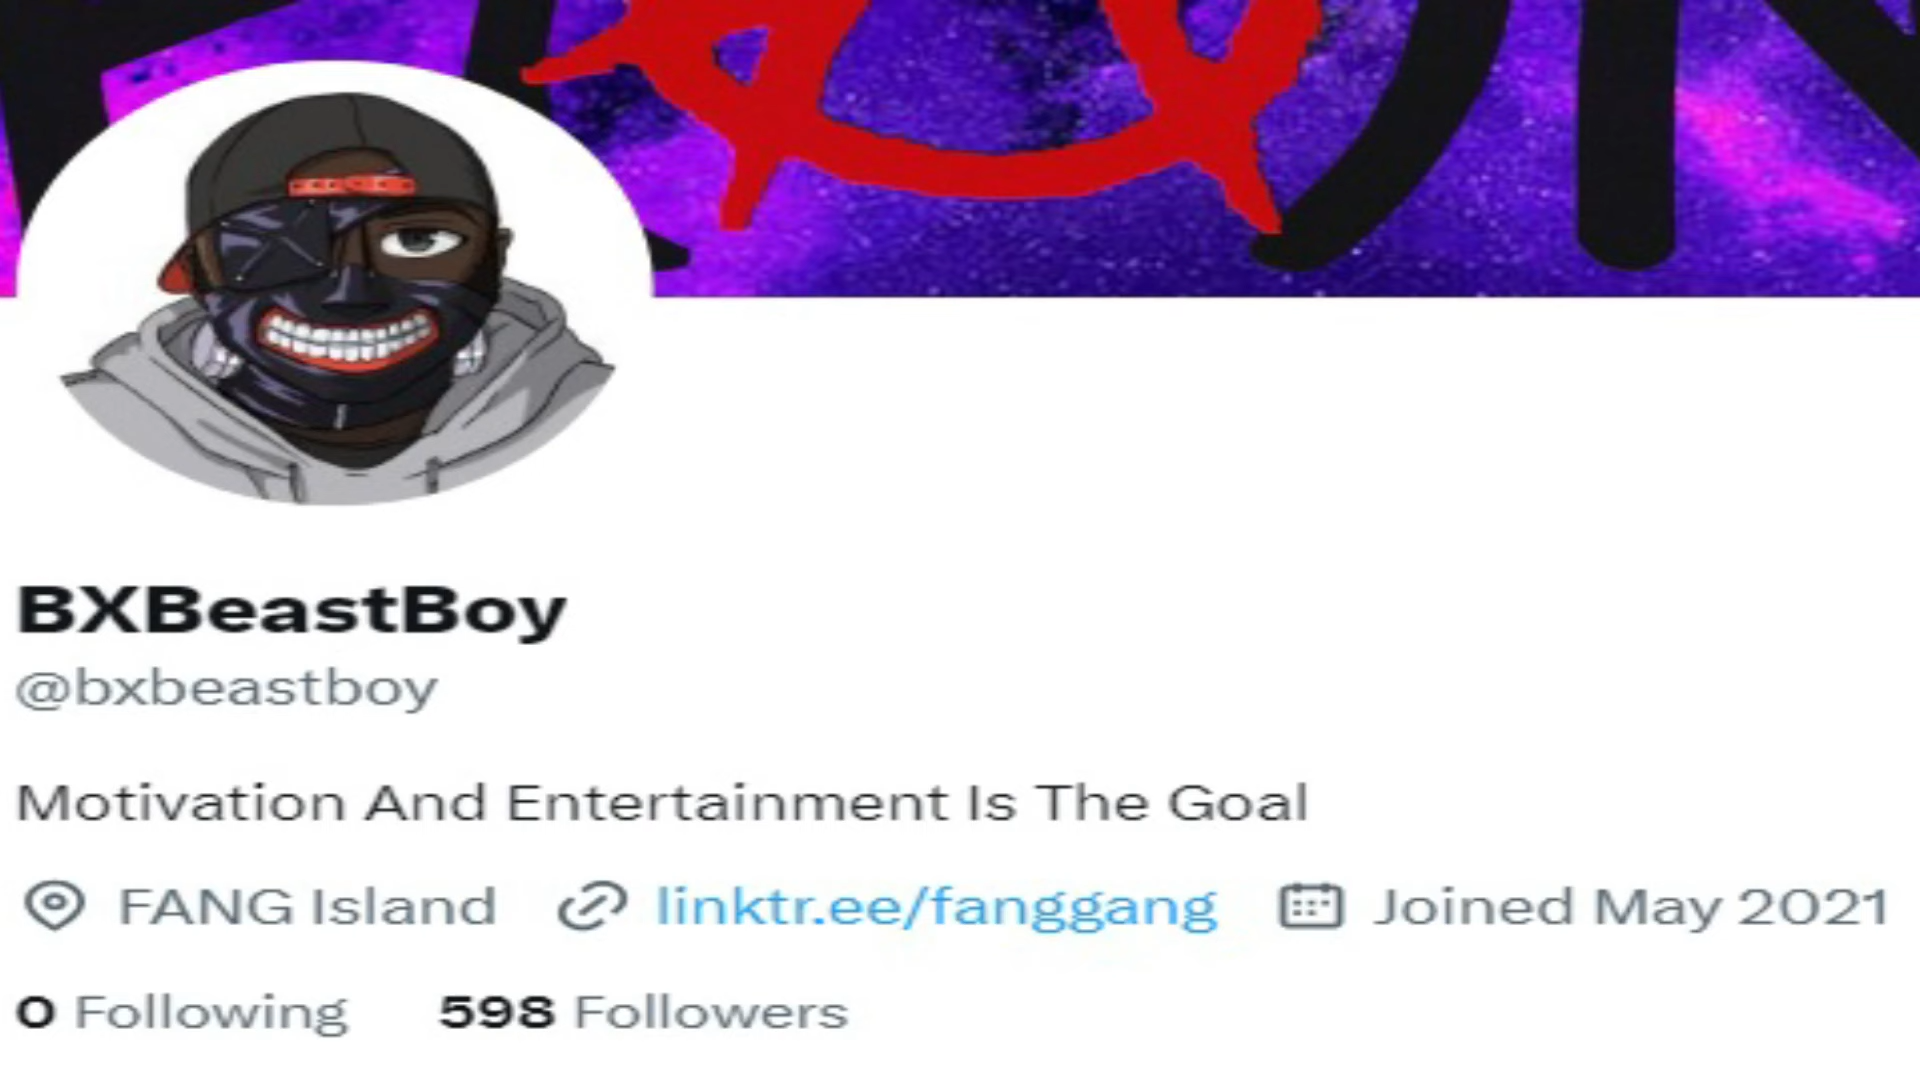 BXBeastBoy
@bxbeastboy
Motivation And Entertainment Is The Goal
FANG Island linktr.ee/fanggang Joined May 2021
0 Following 598 Followers